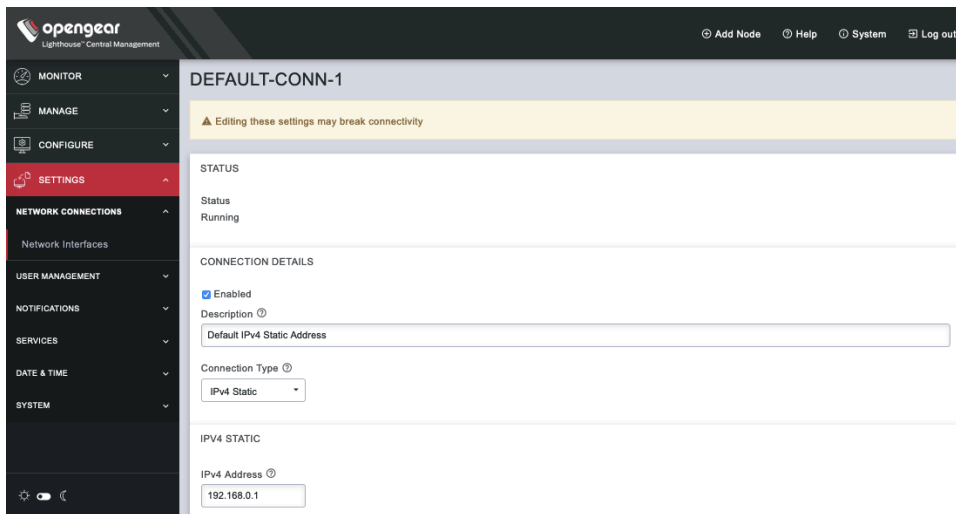 opengear
Lighthouse™ Central Management
Add Node Help System Log out
MONITOR
MANAGE
CONFIGURE
SETTINGS
NETWORK CONNECTIONS
Network Interfaces
USER MANAGEMENT
NOTIFICATIONS
SERVICES
DATE & TIME
SYSTEM
DEFAULT-CONN-1
Editing these settings may break connectivity
STATUS
Status
Running
CONNECTION DETAILS
Enabled
Description
Default IPv4 Static Address
Connection Type
IPv4 Static
IPV4 STATIC
IPv4 Address
192.168.0.1